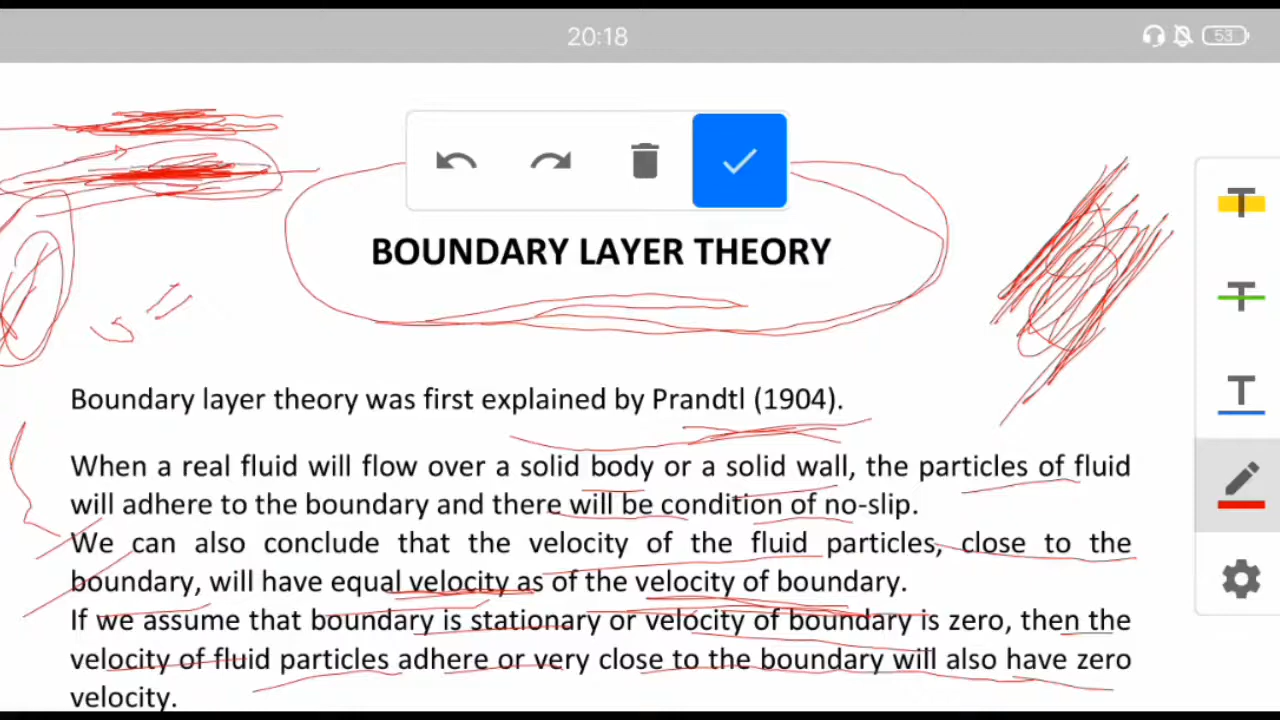 20:18
53
BOUNDARY LAYER THEORY
Boundary layer theory was first explained by Prandtl (1904).
When a real fluid will flow over a solid body or a solid wall, the particles of fluid
will adhere to the boundary and there will be condition of no-slip.
We can also conclude that the velocity of the fluid particles, close to the
boundary, will have equal velocity as of the velocity of boundary.
If we assume that boundary is stationary or velocity of boundary is zero, then the
velocity of fluid particles adhere or very close to the boundary will also have zero
velocity.